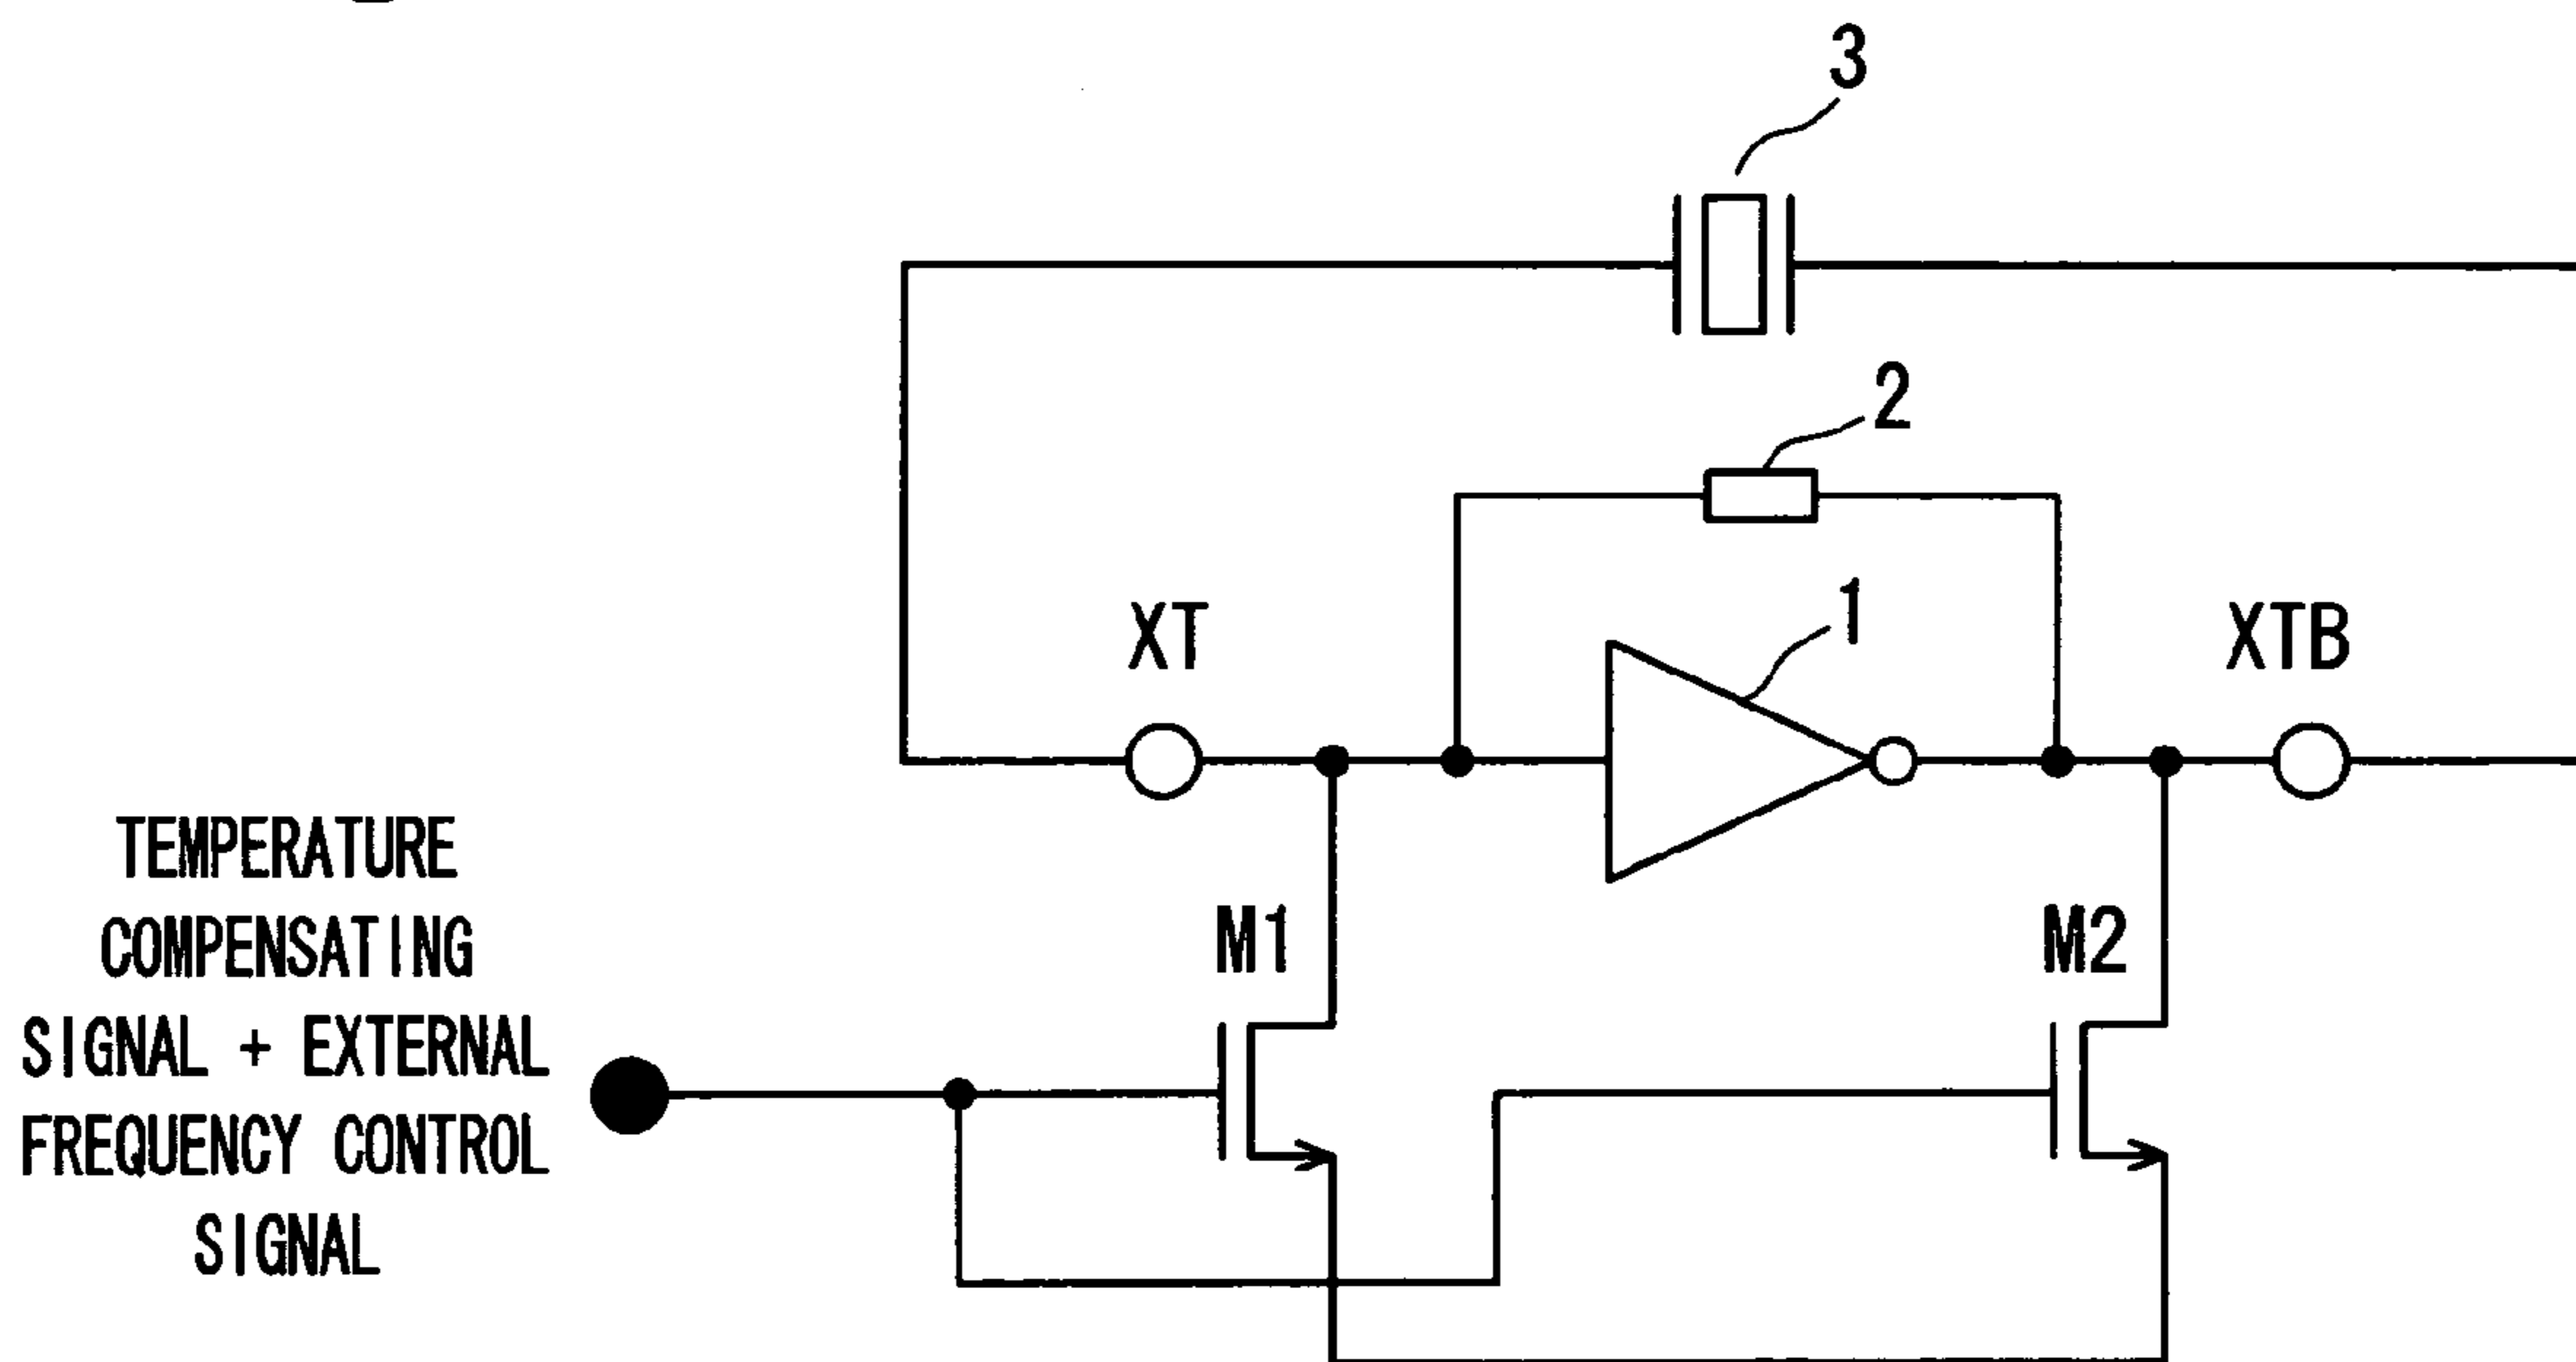 3
2
1
XT
XTB
TEMPERATURE
COMPENSATING
SIGNAL + EXTERNAL
FREQUENCY CONTROL
SIGNAL
M1
M2